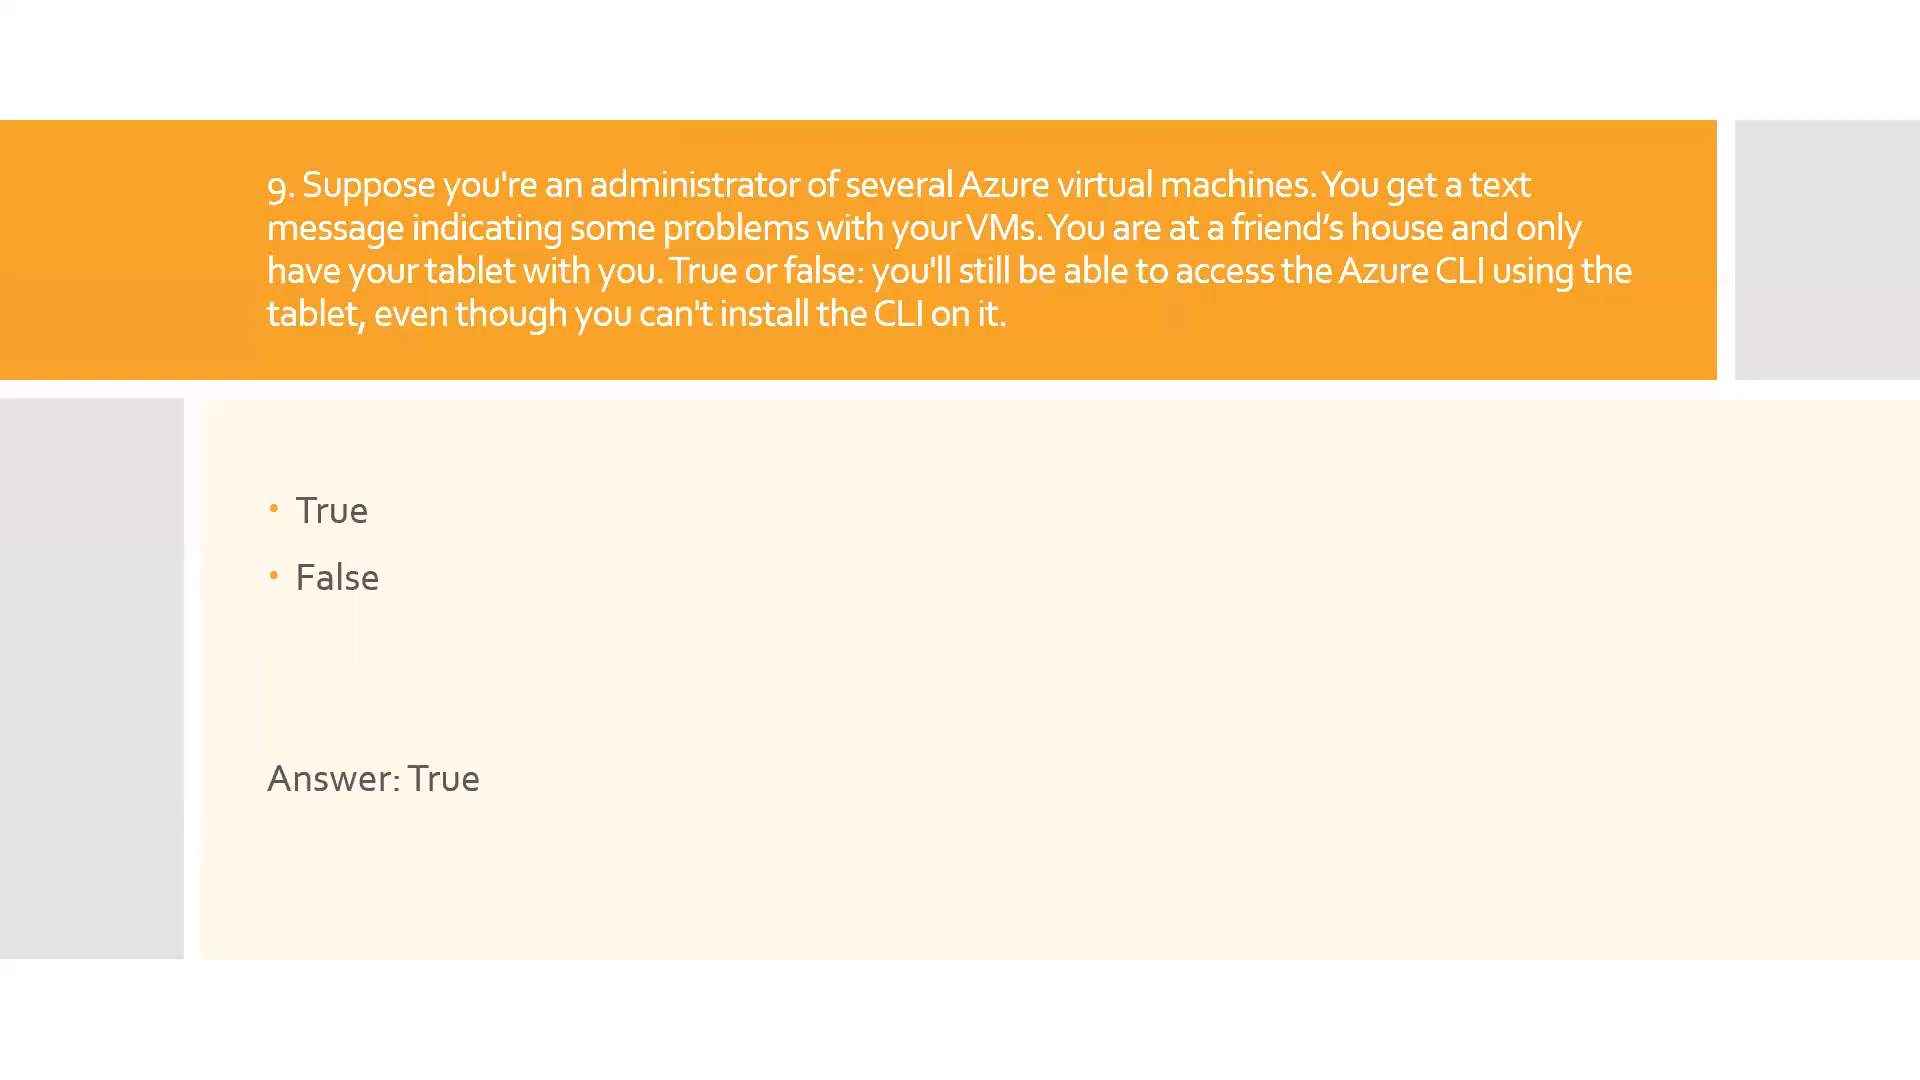 9. Suppose you're an administrator of several Azure virtual machines. You get a text
message indicating some problems with your VMs. You are at a friend’s house and only
have your tablet with you. True or false: you'll still be able to access the Azure CLI using the
tablet, even though you can't install the CLI on it.
• True
• False
Answer: True